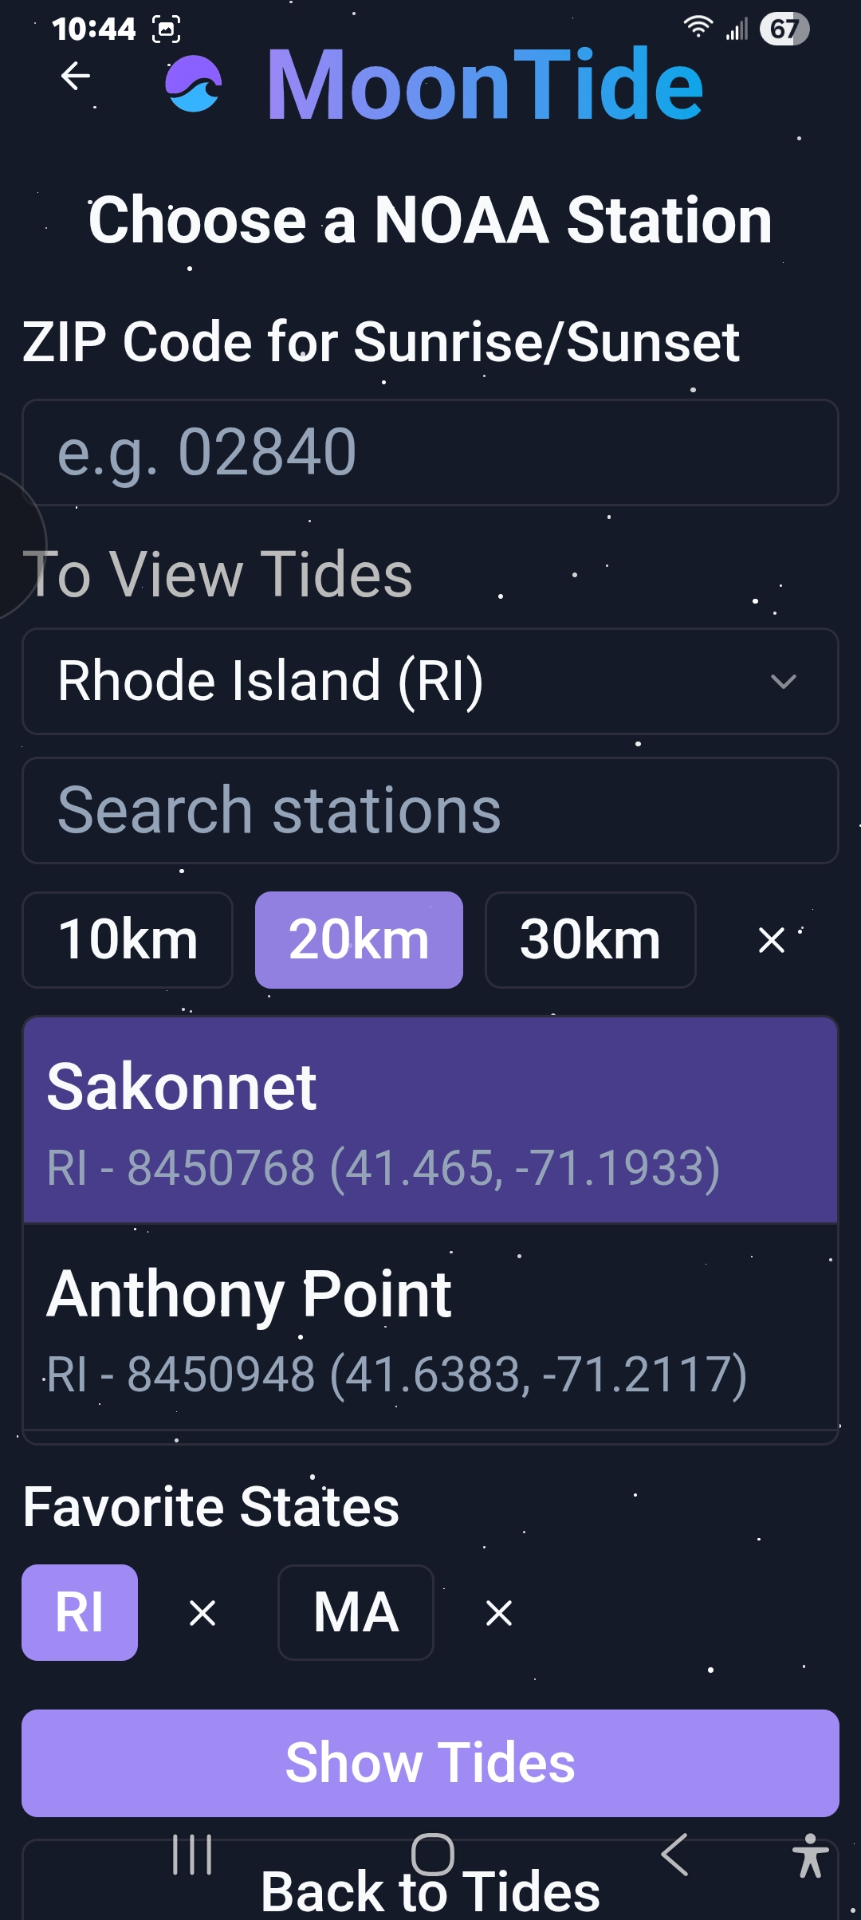 10:44
67
MoonTide
Choose a NOAA Station
ZIP Code for Sunrise/Sunset
e.g. 02840
To View Tides
Rhode Island (RI)
Search stations
10km 20km 30km ×
Sakonnet
RI - 8450768 (41.465, -71.1933)
Anthony Point
RI - 8450948 (41.6383, -71.2117)
Favorite States
RI × MA ×
Show Tides
Back to Tides